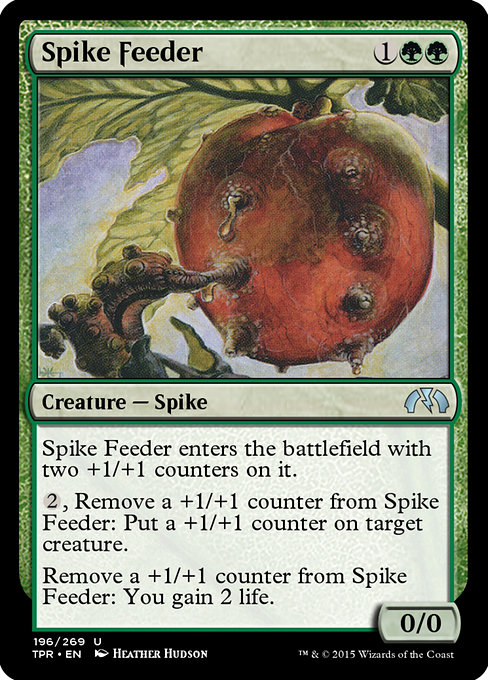 Spike Feeder 1
Creature — Spike
Spike Feeder enters the battlefield with
two +1/+1 counters on it.
2, Remove a +1/+1 counter from Spike
Feeder: Put a +1/+1 counter on target
creature.
Remove a +1/+1 counter from Spike
Feeder: You gain 2 life.
0/0
196/269 U
TPR • EN Heather Hudson
™ & © 2015 Wizards of the Coast